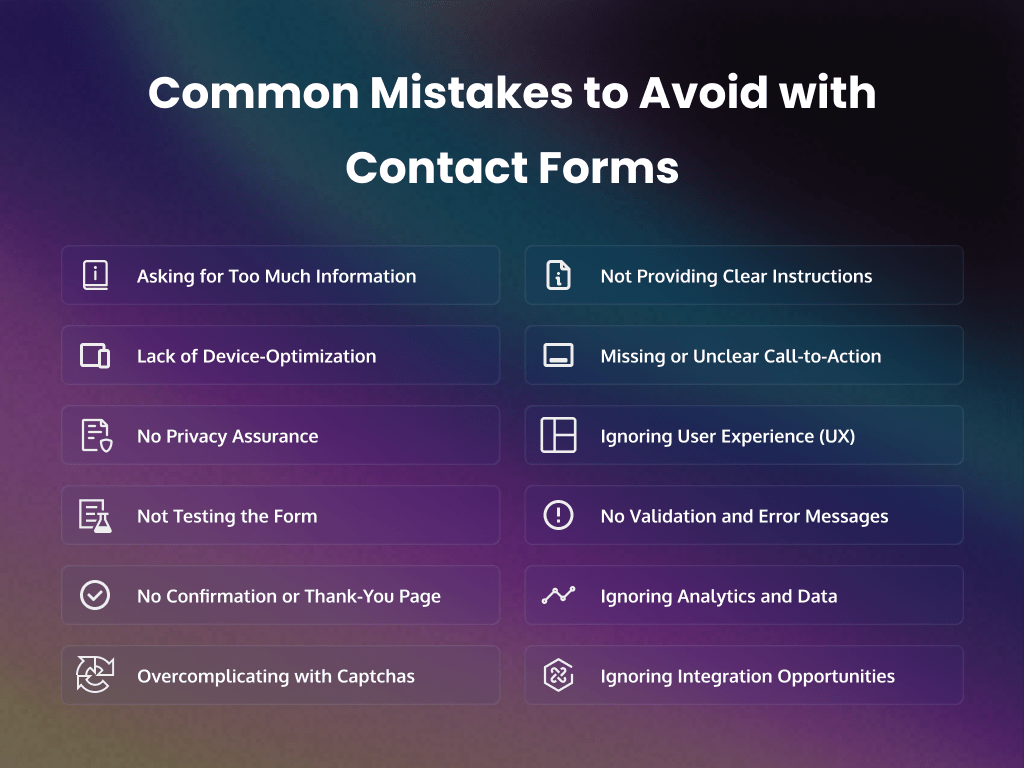 Common Mistakes to Avoid with
Contact Forms
Asking for Too Much Information
Not Providing Clear Instructions
Lack of Device-Optimization
Missing or Unclear Call-to-Action
No Privacy Assurance
Ignoring User Experience (UX)
Not Testing the Form
No Validation and Error Messages
No Confirmation or Thank-You Page
Ignoring Analytics and Data
Overcomplicating with Captchas
Ignoring Integration Opportunities